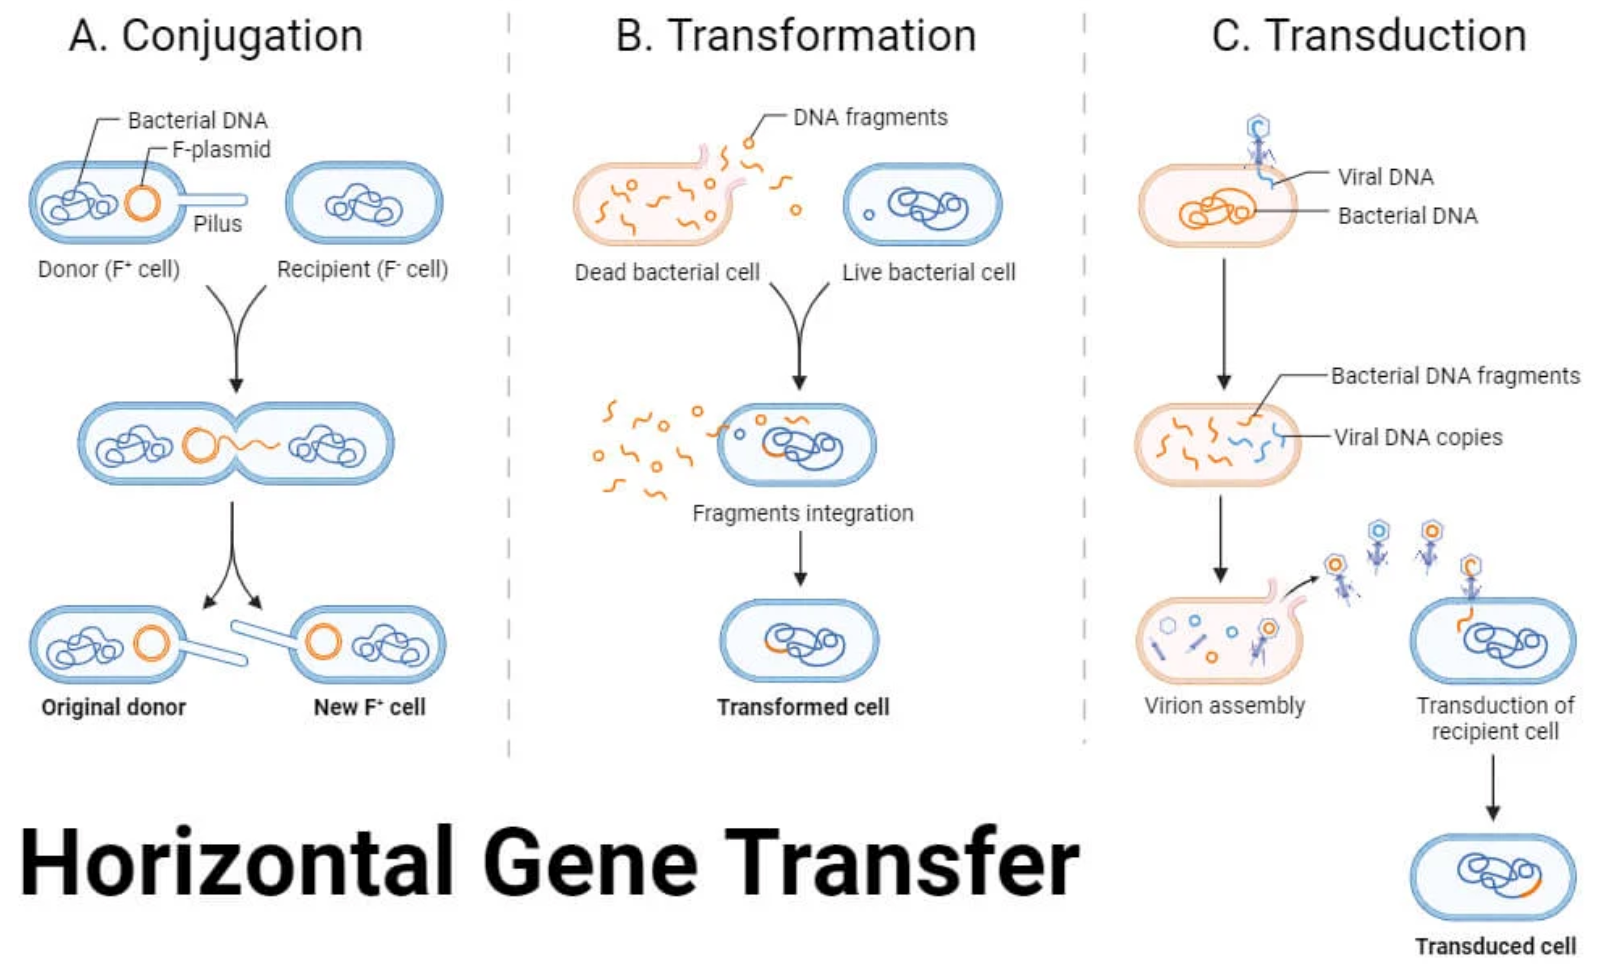 A. Conjugation
Bacterial DNA
F-plasmid
Pilus
Donor (F⁺ cell)
Recipient (F⁻ cell)
Original donor
New F⁺ cell
B. Transformation
DNA fragments
Dead bacterial cell
Live bacterial cell
Fragments integration
Transformed cell
C. Transduction
Viral DNA
Bacterial DNA
Bacterial DNA fragments
Viral DNA copies
Virion assembly
Transduction of
recipient cell
Transduced cell
Horizontal Gene Transfer